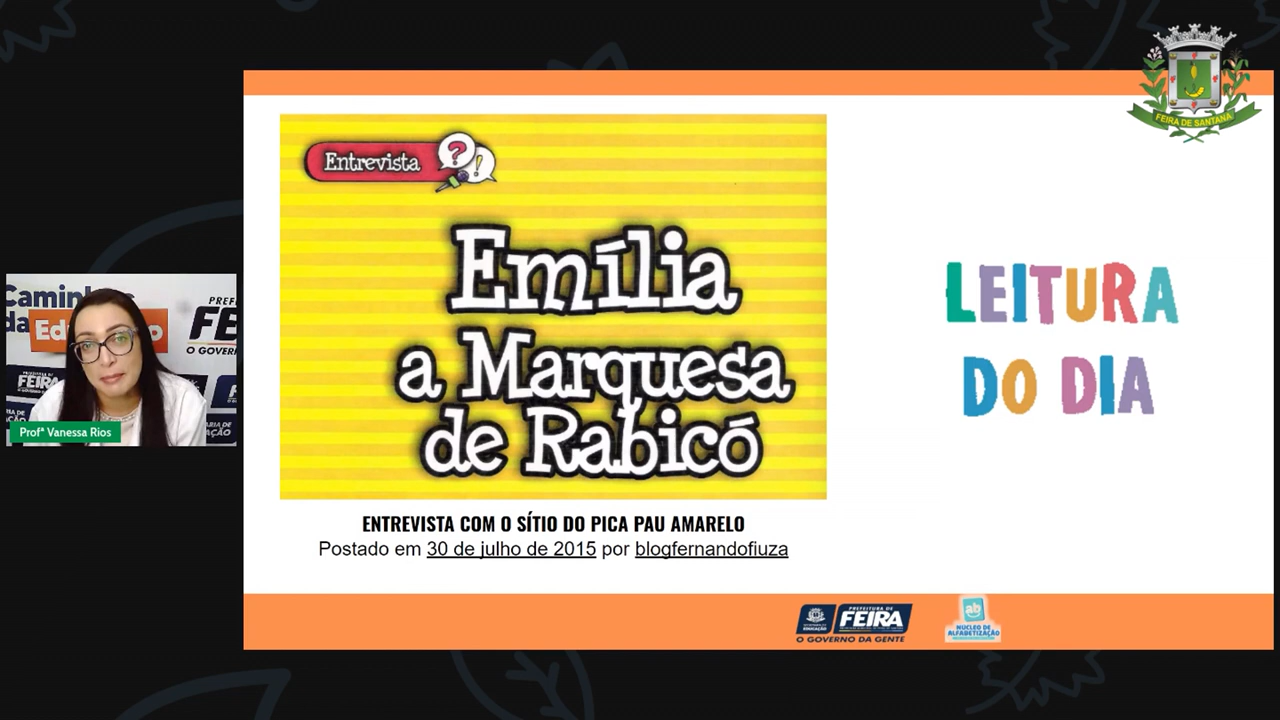 FEIRA DE SANTANA
Entrevista
Emília
a Marquesa
de Rabicó
LEITURA
DO DIA
ENTREVISTA COM O SÍTIO DO PICA PAU AMARELO
Postado em 30 de julho de 2015 por blogfernandofiuza
Profª Vanessa Rios
PREFEITURA DE
FEIRA
O GOVERNO DA GENTE
NÚCLEO DE
ALFABETIZAÇÃO